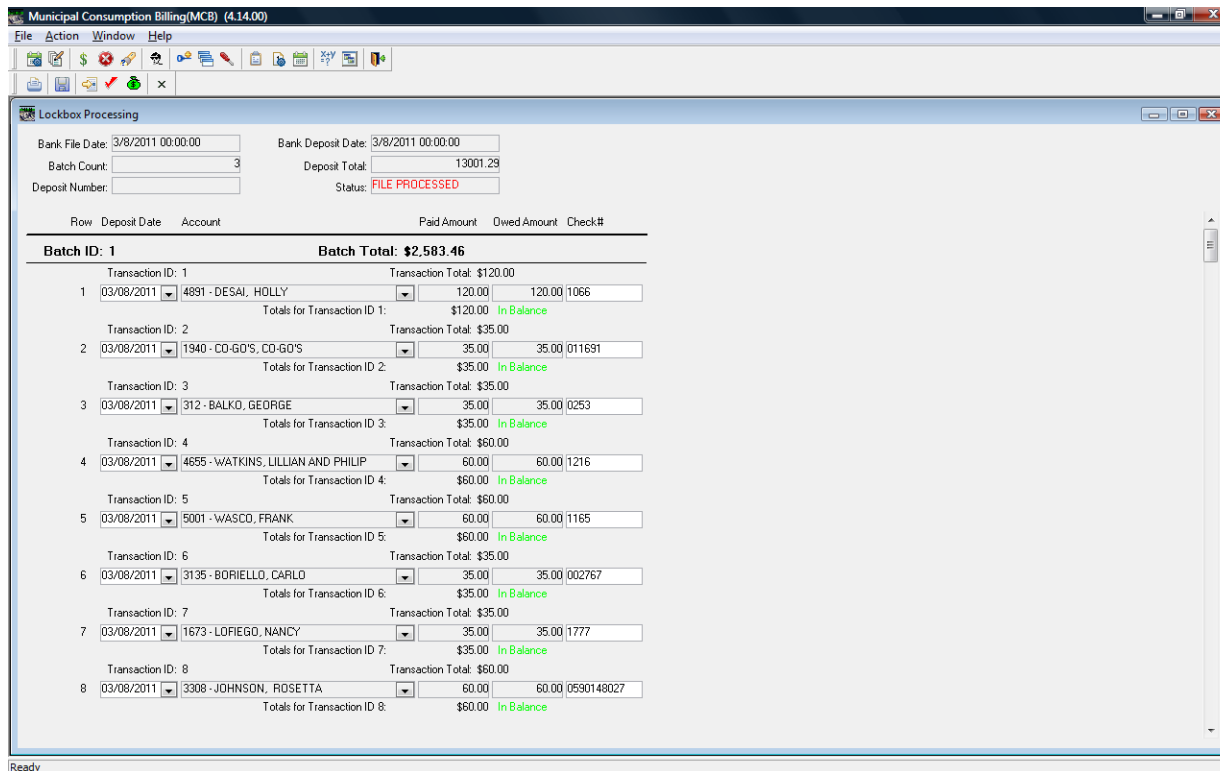 Municipal Consumption Billing(MCB) (4.14.00)
File Action Window Help
Lockbox Processing
Bank File Date: 3/8/2011 00:00:00 Bank Deposit Date: 3/8/2011 00:00:00
Batch Count: 3 Deposit Total: 13001.29
Deposit Number: Status: FILE PROCESSED
Row Deposit Date Account Paid Amount Owed Amount Check#
Batch ID: 1 Batch Total: $2,583.46
Transaction ID: 1 Transaction Total: $120.00
1 03/08/2011 4891 - DESAI, HOLLY 120.00 120.00 1066
Totals for Transaction ID 1: $120.00 In Balance
Transaction ID: 2 Transaction Total: $35.00
2 03/08/2011 1940 - CO-GO'S, CO-GO'S 35.00 35.00 011691
Totals for Transaction ID 2: $35.00 In Balance
Transaction ID: 3 Transaction Total: $35.00
3 03/08/2011 312 - BALKO, GEORGE 35.00 35.00 0253
Totals for Transaction ID 3: $35.00 In Balance
Transaction ID: 4 Transaction Total: $60.00
4 03/08/2011 4655 - WATKINS, LILLIAN AND PHILIP 60.00 60.00 1216
Totals for Transaction ID 4: $60.00 In Balance
Transaction ID: 5 Transaction Total: $60.00
5 03/08/2011 5001 - WASCO, FRANK 60.00 60.00 1165
Totals for Transaction ID 5: $60.00 In Balance
Transaction ID: 6 Transaction Total: $35.00
6 03/08/2011 3135 - BORIELLO, CARLO 35.00 35.00 002767
Totals for Transaction ID 6: $35.00 In Balance
Transaction ID: 7 Transaction Total: $35.00
7 03/08/2011 1673 - LOFIEGO, NANCY 35.00 35.00 1777
Totals for Transaction ID 7: $35.00 In Balance
Transaction ID: 8 Transaction Total: $60.00
8 03/08/2011 3308 - JOHNSON, ROSETTA 60.00 60.00 0590148027
Totals for Transaction ID 8: $60.00 In Balance
Ready